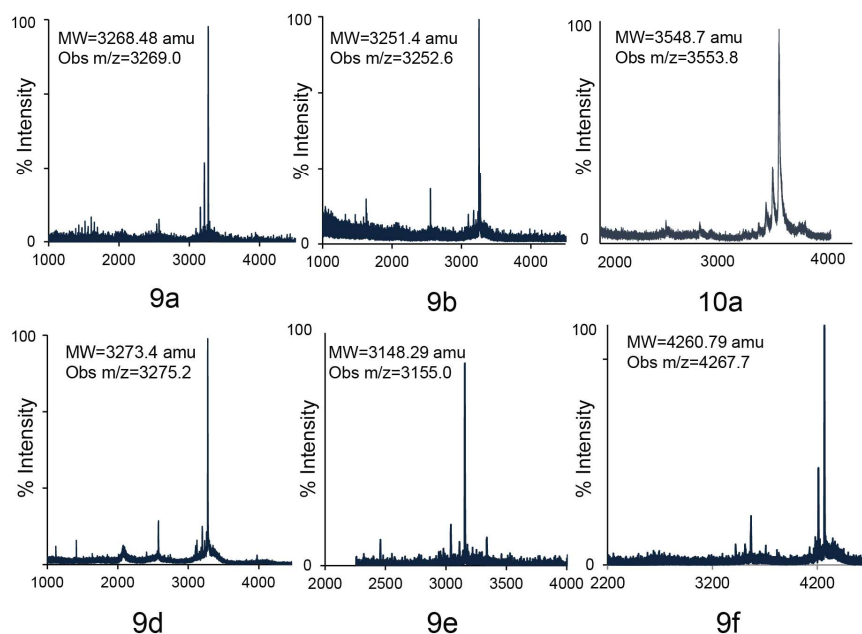 100
MW=3268.48 amu
Obs m/z=3269.0
% Intensity
0
1000
2000
3000
4000
9a
100
MW=3251.4 amu
Obs m/z=3252.6
% Intensity
0
1000
2000
3000
4000
9b
100
MW=3548.7 amu
Obs m/z=3553.8
% Intensity
0
2000
3000
4000
10a
100
MW=3273.4 amu
Obs m/z=3275.2
% Intensity
0
1000
2000
3000
4000
9d
100
MW=3148.29 amu
Obs m/z=3155.0
% Intensity
0
2000
2500
3000
3500
4000
9e
100
MW=4260.79 amu
Obs m/z=4267.7
% Intensity
0
2200
3200
4200
9f